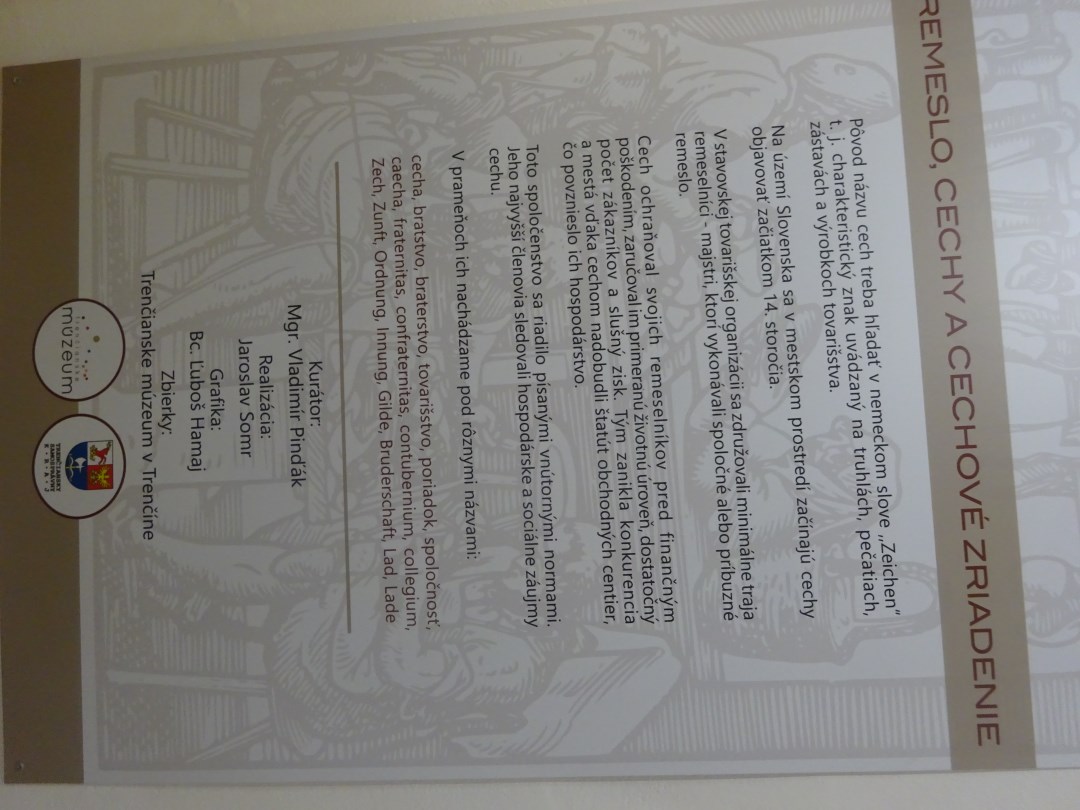 REMESLO, CECHY A CECHOVÉ ZRIADENIE
Pôvod názvu cech treba hľadať v nemeckom slove „Zeichen"
t. j. charakteristický znak uvádzaný na truhlách, pečatiach,
zástavách a výrobkoch tovarišstva.
Na území Slovenska sa v mestskom prostredí začínajú cechy
objavovať začiatkom 14. storočia.
V stavovskej tovarišskej organizácii sa združovali minimálne traja
remeselníci - majstri, ktorí vykonávali spoločné alebo príbuzné
remeslo.
Cech ochraňoval svojich remeselníkov pred finančným
poškodením, zaručoval im primeranú životnú úroveň, dostatočný
počet zákazníkov a slušný zisk. Tým zanikla konkurencia
a mestá vďaka cechom nadobudli štatút obchodných centier,
čo povznieslo ich hospodárstvo.
Toto spoločenstvo sa riadilo písanými vnútornými normami.
Jeho najvyšší členovia sledovali hospodárske a sociálne záujmy
cechu.
V prameňoch ich nachádzame pod rôznymi názvami:
cecha, bratstvo, braterstvo, tovarišstvo, poriadok, spoločnosť,
caecha, fraternitas, confraternitas, contubernium, collegium,
Zech, Zunft, Ordnung, Innung, Gilde, Bruderschaft, Lad, Lade
Kurátor:
Mgr. Vladimír Pinďák
Realizácia:
Jaroslav Somr
Grafika:
Bc. Ľuboš Hamaj
Zbierky:
Trenčianske múzeum v Trenčíne
trenčianske
múzeum
TRENČIANSKY
SAMOSPRÁVNY
KRAJ